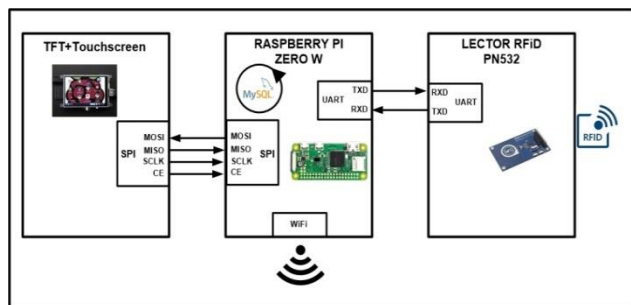 TFT+Touchscreen
MOSI
MISO
SCLK
CE
SPI
RASPBERRY PI
ZERO W
MySQL
MOSI
MISO
SCLK
CE
SPI
TXD
RXD
UART
WiFi
LECTOR RFiD
PN532
RXD
TXD
UART
RFID